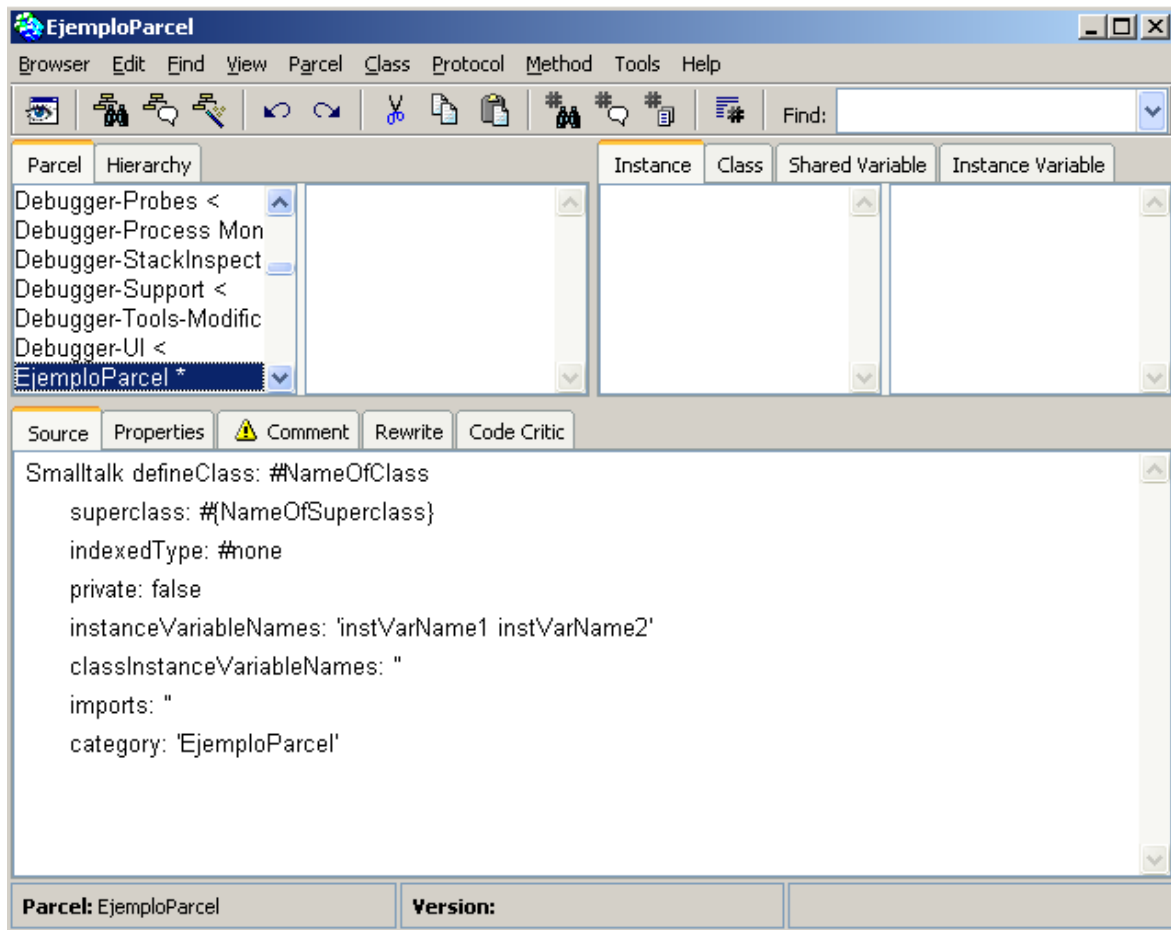 EjemploParcel
Browser Edit Find View Parcel Class Protocol Method Tools Help
Find:
Parcel Hierarchy
Instance Class Shared Variable Instance Variable
Debugger-Probes <
Debugger-Process Mon
Debugger-StackInspect
Debugger-Support <
Debugger-Tools-Modific
Debugger-UI <
EjemploParcel *
Source Properties Comment Rewrite Code Critic
Smalltalk defineClass: #NameOfClass
superclass: #{NameOfSuperclass}
indexedType: #none
private: false
instanceVariableNames: 'instVarName1 instVarName2'
classInstanceVariableNames: ''
imports: ''
category: 'EjemploParcel'
Parcel: EjemploParcel Version: